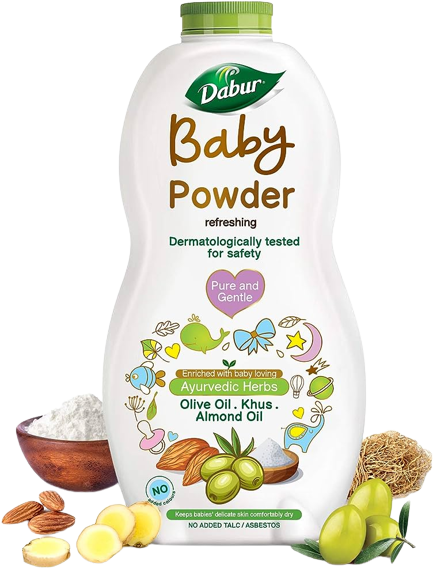 Dabur
Baby
Powder
refreshing
Dermatologically tested
for safety
Pure and
Gentle
Enriched with baby loving
Ayurvedic Herbs
Olive Oil . Khus .
Almond Oil
NO
Keeps babies' delicate skin comfortably dry
NO ADDED TALC / ASBESTOS